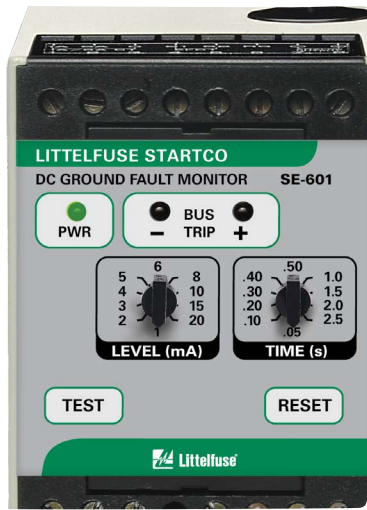 LITTELFUSE STARTCO
DC GROUND FAULT MONITOR SE-601
PWR
BUS
– TRIP +
6
5 8
4 10
3 15
2 20
1
LEVEL (mA)
.50
.40 1.0
.30 1.5
.20 2.0
.10 2.5
.05
TIME (s)
TEST
RESET
Littelfuse